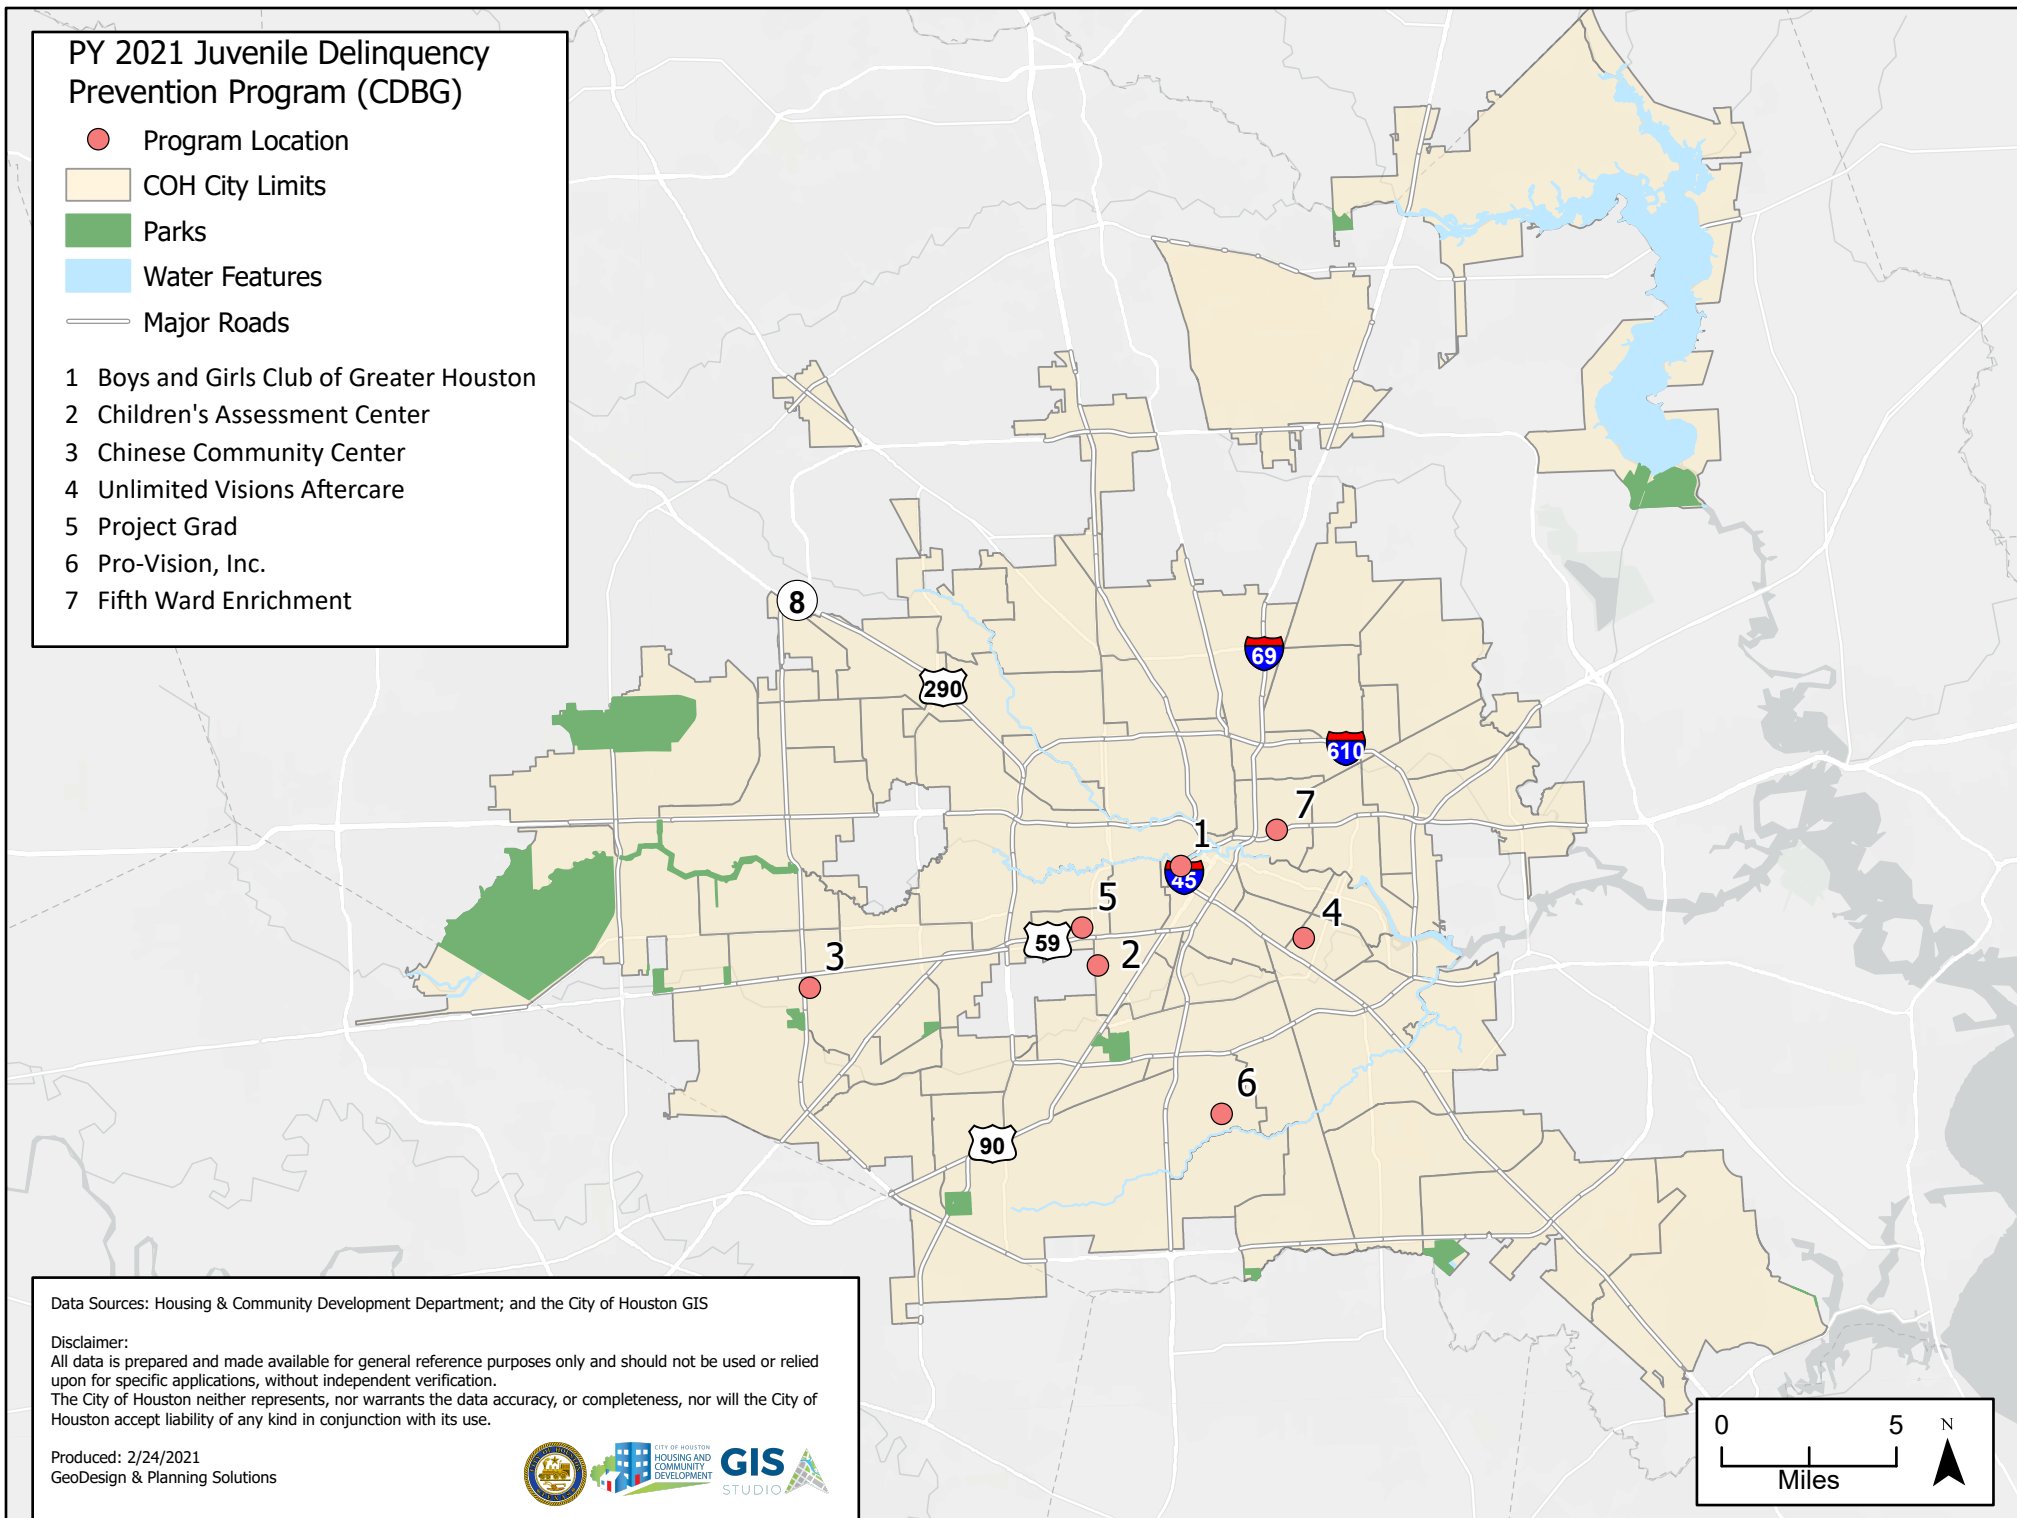 PY 2021 Juvenile Delinquency
Prevention Program (CDBG)
Program Location
COH City Limits
Parks
Water Features
Major Roads
1 Boys and Girls Club of Greater Houston
2 Children's Assessment Center
3 Chinese Community Center
4 Unlimited Visions Aftercare
5 Project Grad
6 Pro-Vision, Inc.
7 Fifth Ward Enrichment
8
69
290
610
7
1
45
5
4
59
2
3
6
90
Data Sources: Housing & Community Development Department; and the City of Houston GIS
Disclaimer:
All data is prepared and made available for general reference purposes only and should not be used or relied
upon for specific applications, without independent verification.
The City of Houston neither represents, nor warrants the data accuracy, or completeness, nor will the City of
Houston accept liability of any kind in conjunction with its use.
Produced: 2/24/2021
GeoDesign & Planning Solutions
CITY OF HOUSTON
HOUSING AND
COMMUNITY
DEVELOPMENT
GIS
STUDIO
0 5
Miles
N